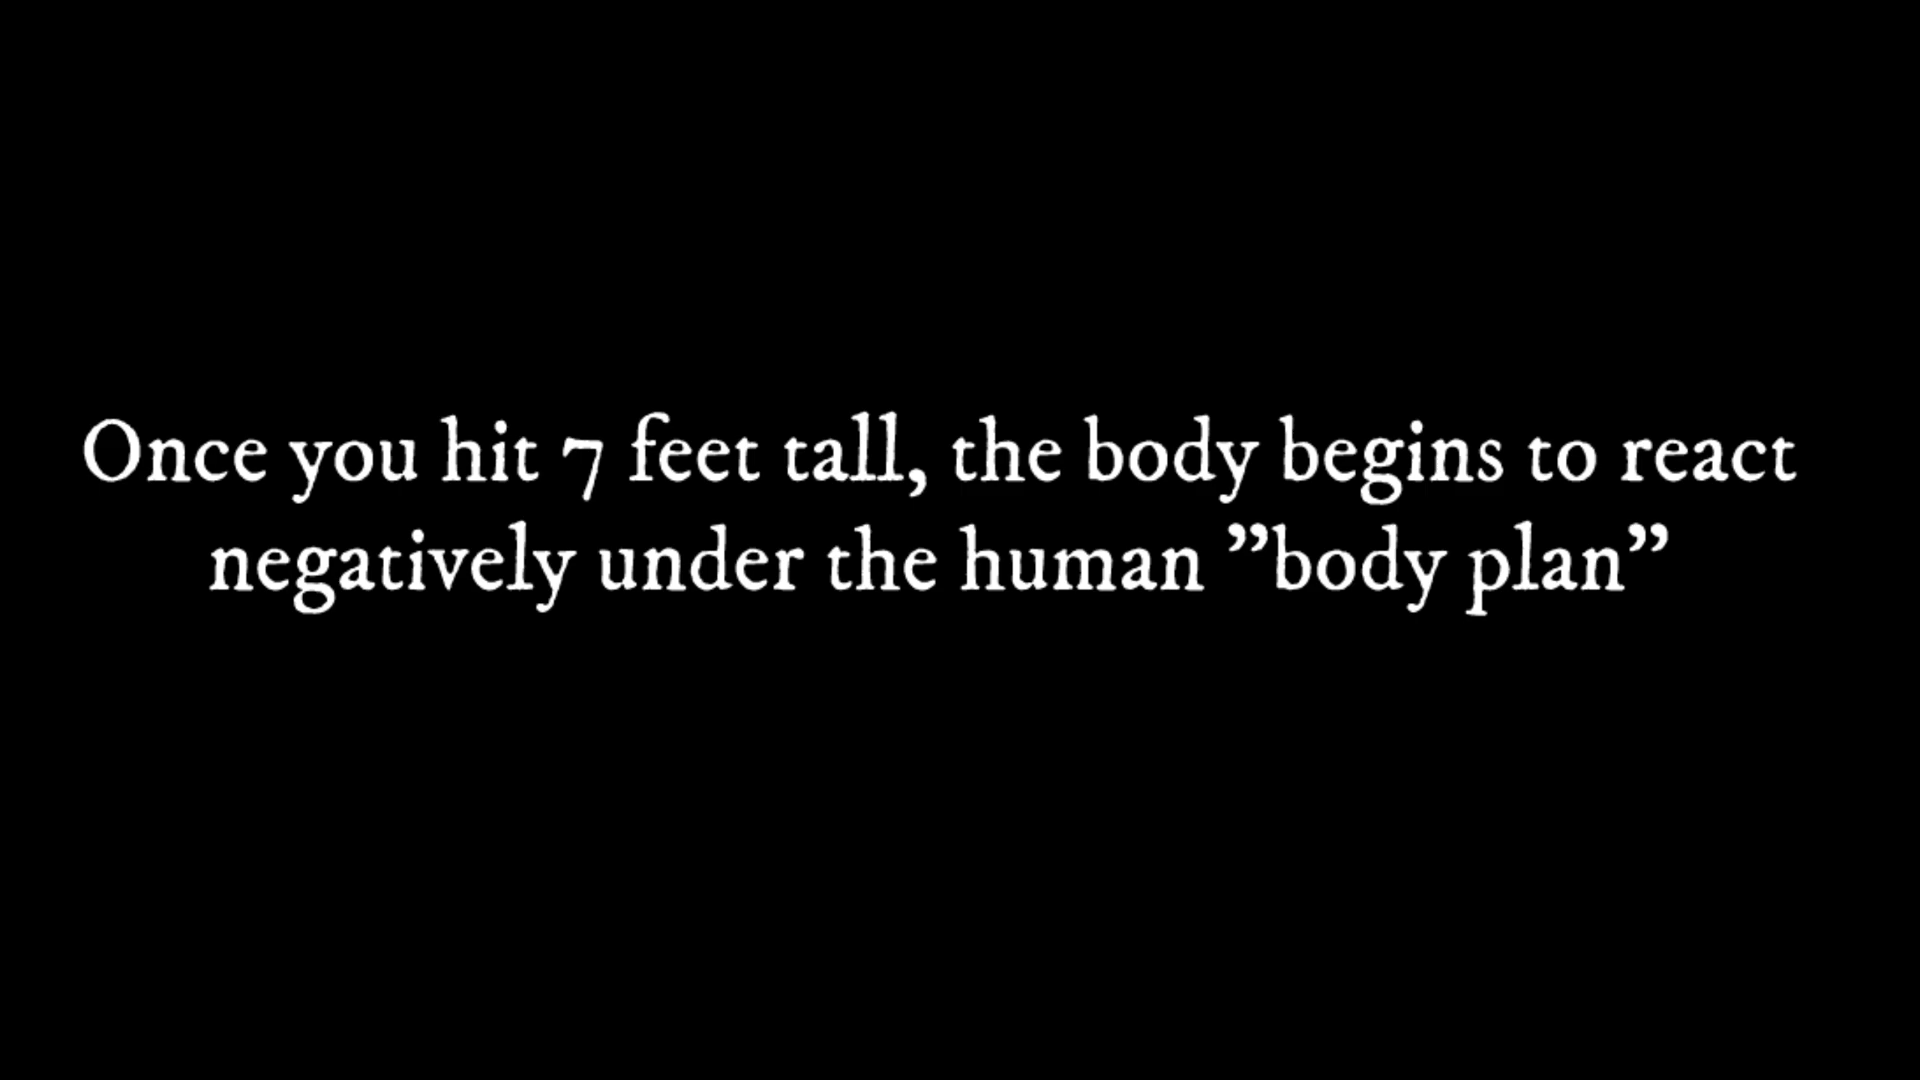 Once you hit 7 feet tall, the body begins to react
negatively under the human ”body plan”